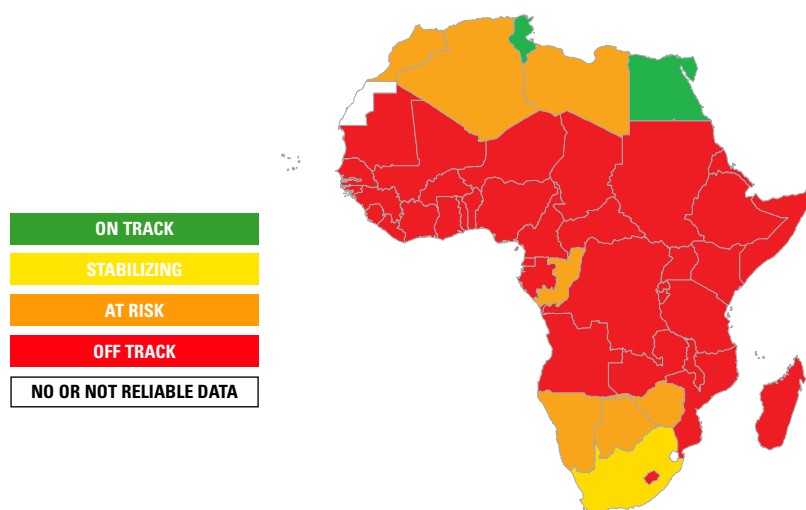 ON TRACK
STABILIZING
AT RISK
OFF TRACK
NO OR NOT RELIABLE DATA